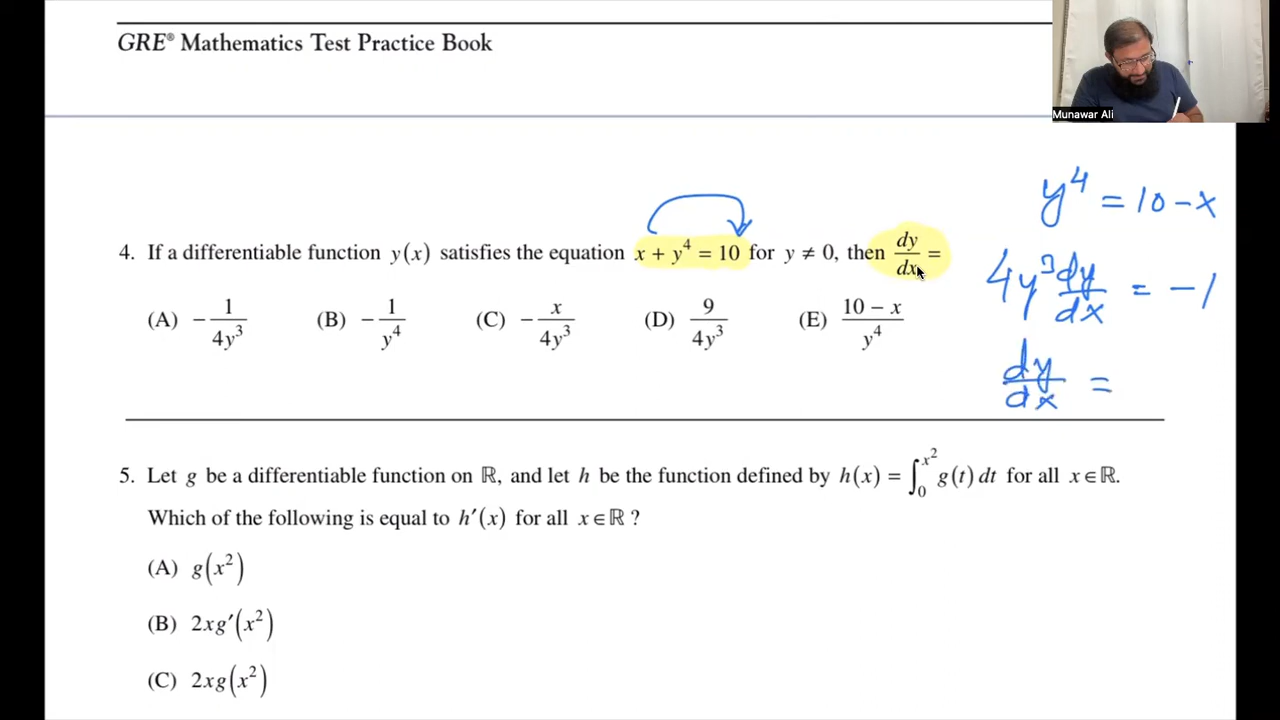 GRE® Mathematics Test Practice Book
Munawar Ali
4. If a differentiable function y(x) satisfies the equation x + y⁴ = 10 for y ≠ 0, then dy/dx =
(A) −1/(4y³) (B) −1/y⁴ (C) −x/(4y³) (D) 9/(4y³) (E) (10 − x)/y⁴
y⁴ = 10 − x
4y³ dy/dx = −1
dy/dx =
5. Let g be a differentiable function on ℝ, and let h be the function defined by h(x) = ∫₀^(x²) g(t) dt for all x∈ℝ.
Which of the following is equal to h′(x) for all x∈ℝ ?
(A) g(x²)
(B) 2xg′(x²)
(C) 2xg(x²)